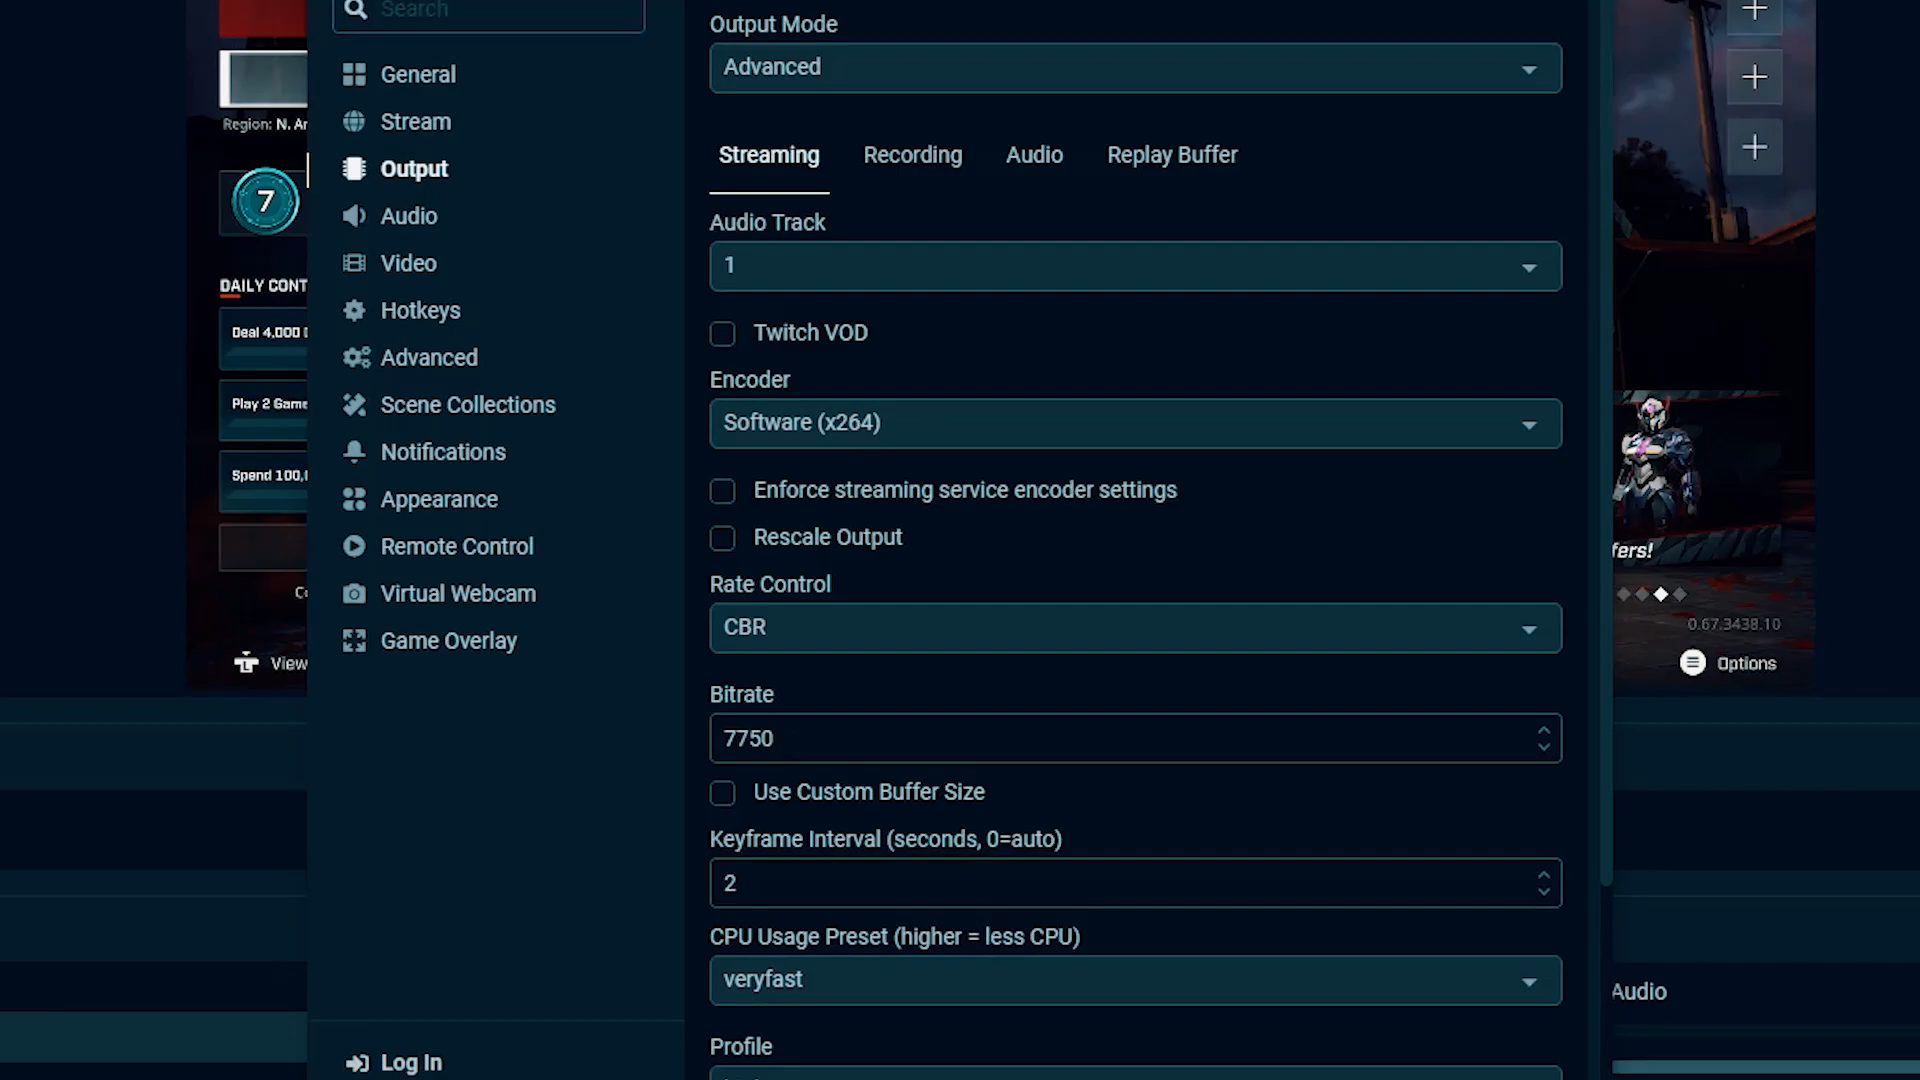 Search
General
Stream
Output
Audio
Video
Hotkeys
Advanced
Scene Collections
Notifications
Appearance
Remote Control
Virtual Webcam
Game Overlay
Log In
Output Mode
Advanced
Streaming
Recording
Audio
Replay Buffer
Audio Track
1
Twitch VOD
Encoder
Software (x264)
Enforce streaming service encoder settings
Rescale Output
Rate Control
CBR
Bitrate
7750
Use Custom Buffer Size
Keyframe Interval (seconds, 0=auto)
2
CPU Usage Preset (higher = less CPU)
veryfast
Profile
Region: N. Ar
7
DAILY CONT
Deal 4,000
Play 2 Game
Spend 100,
L
View
fers!
0.67.3438.10
Options
Audio